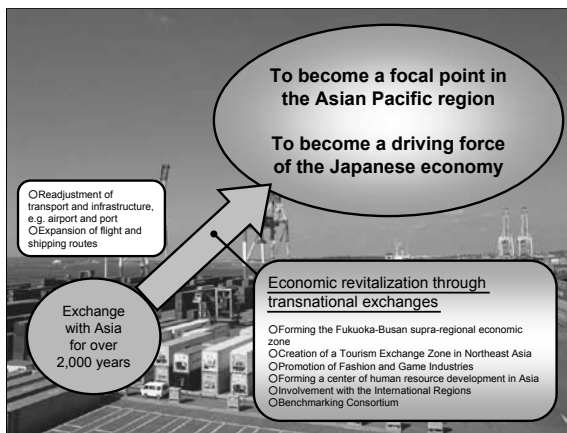 To become a focal point in
the Asian Pacific region
To become a driving force
of the Japanese economy
○Readjustment of
transport and infrastructure,
e.g. airport and port
○Expansion of flight and
shipping routes
Exchange
with Asia
for over
2,000 years
Economic revitalization through
transnational exchanges
○Forming the Fukuoka-Busan supra-regional economic
zone
○Creation of a Tourism Exchange Zone in Northeast Asia
○Promotion of Fashion and Game Industries
○Forming a center of human resource development in Asia
○Involvement with the International Regions
○Benchmarking Consortium